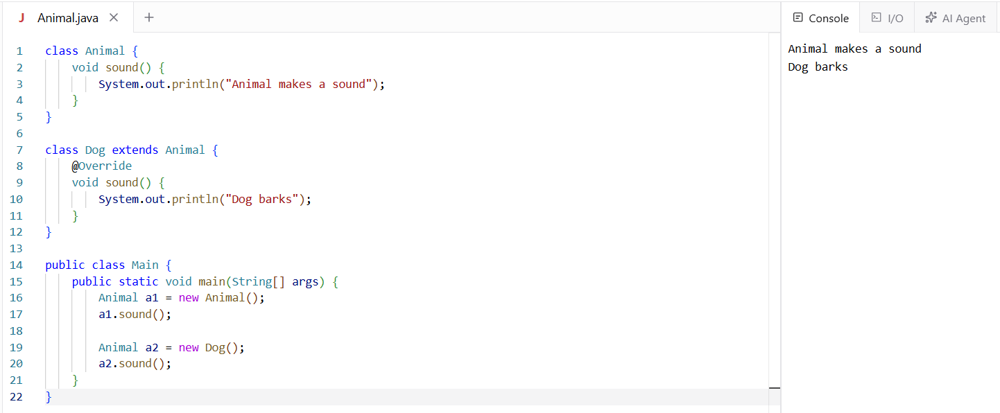 J Animal.java × +
1 class Animal {
2     void sound() {
3         System.out.println("Animal makes a sound");
4     }
5 }
6
7 class Dog extends Animal {
8     @Override
9     void sound() {
10         System.out.println("Dog barks");
11     }
12 }
13
14 public class Main {
15     public static void main(String[] args) {
16         Animal a1 = new Animal();
17         a1.sound();
18
19         Animal a2 = new Dog();
20         a2.sound();
21     }
22 }
Console I/O AI Agent
Animal makes a sound
Dog barks